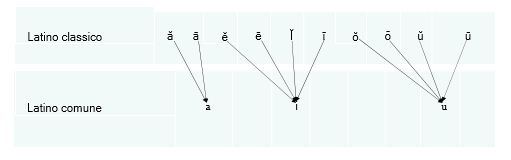 Latino classico ă ā ĕ ē ĭ ī ŏ ō ŭ ū
Latino comune a i u